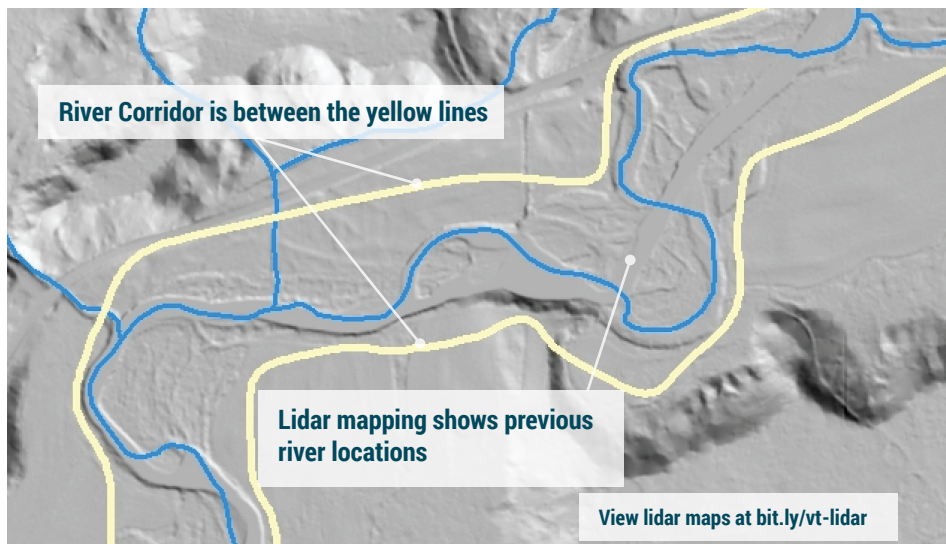 River Corridor is between the yellow lines
Lidar mapping shows previous
river locations
View lidar maps at bit.ly/vt-lidar